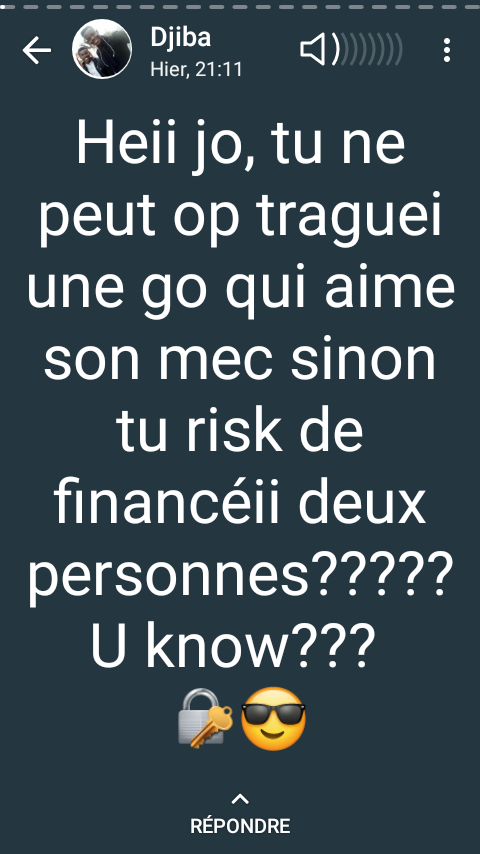 Djiba
Hier, 21:11
Heii jo, tu ne
peut op traguei
une go qui aime
son mec sinon
tu risk de
financéii deux
personnes?????
U know???
🔐😎
RÉPONDRE